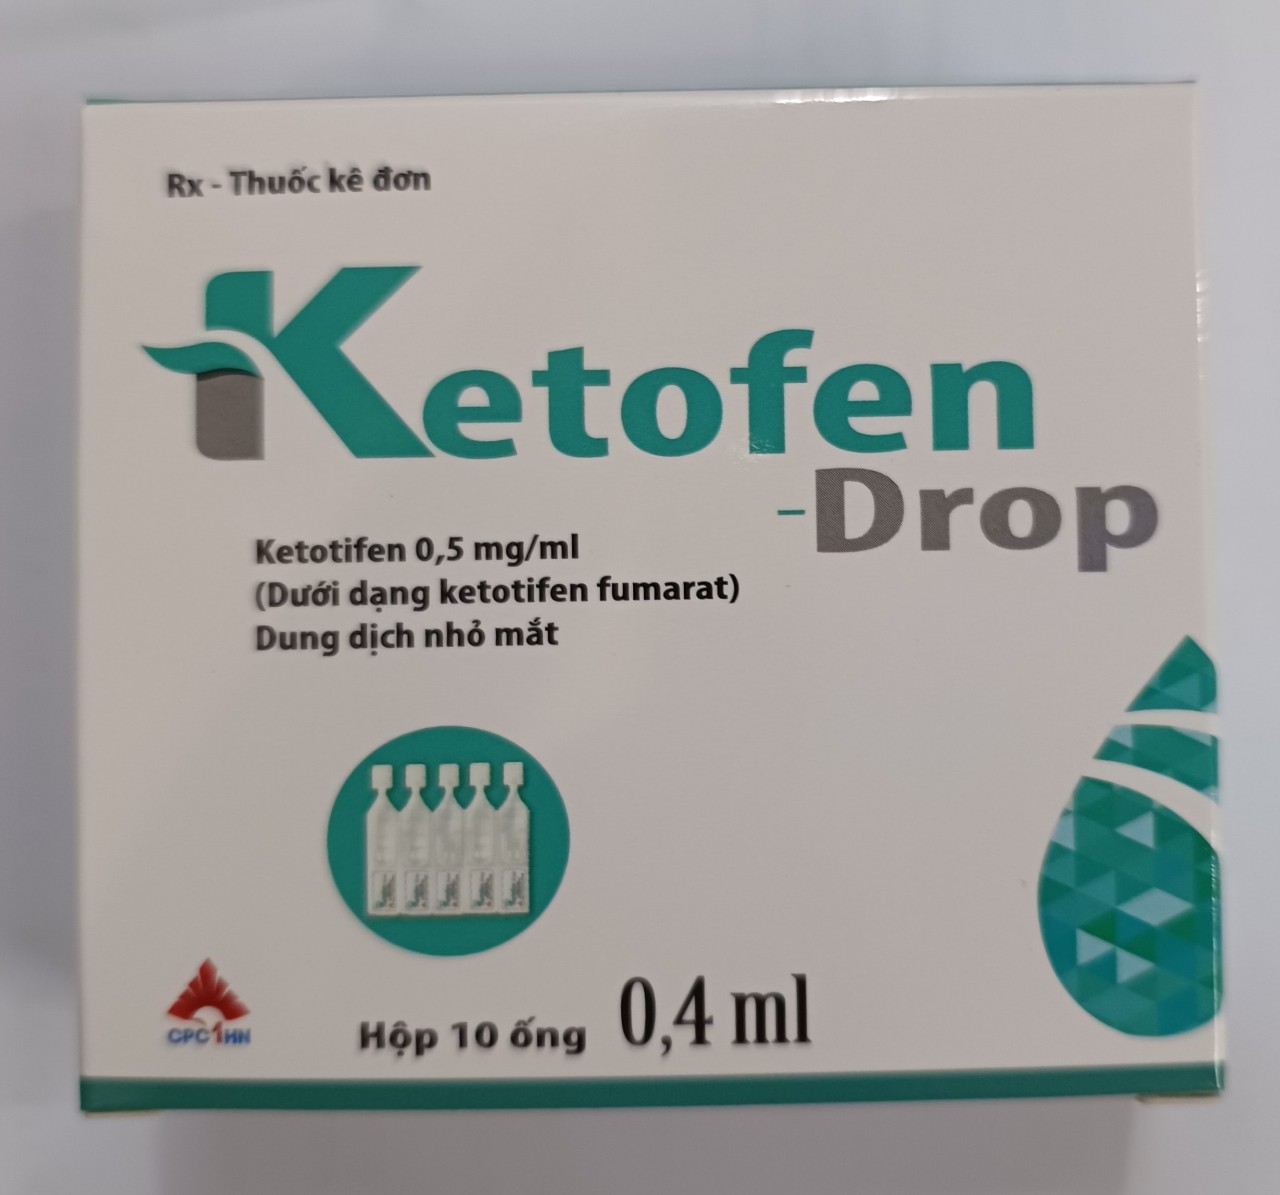 Rx - Thuốc kê đơn
Ketofen
-Drop
Ketotifen 0,5 mg/ml
(Dưới dạng ketotifen fumarat)
Dung dịch nhỏ mắt
CPC1HN
Hộp 10 ống 0,4 ml